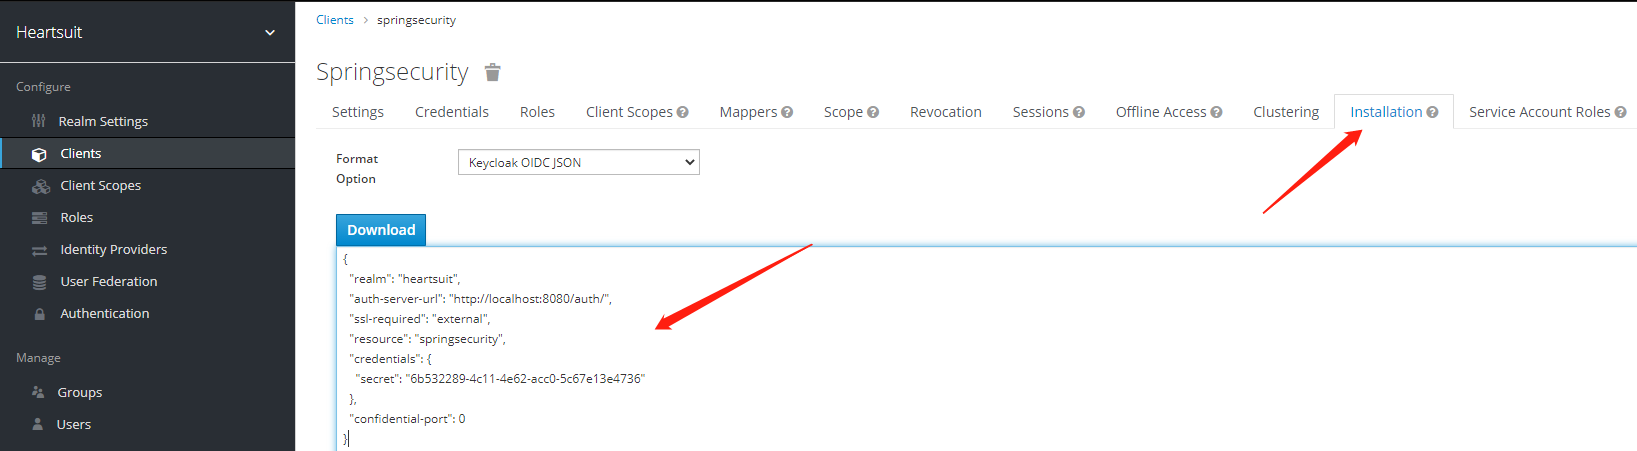 Heartsuit
Configure
Realm Settings
Clients
Client Scopes
Roles
Identity Providers
User Federation
Authentication
Manage
Groups
Users
Clients > springsecurity
Springsecurity
Settings Credentials Roles Client Scopes ? Mappers ? Scope ? Revocation Sessions ? Offline Access ? Clustering Installation ? Service Account Roles ?
Format
Option
Keycloak OIDC JSON
Download
{
"realm": "heartsuit",
"auth-server-url": "http://localhost:8080/auth/",
"ssl-required": "external",
"resource": "springsecurity",
"credentials": {
"secret": "6b532289-4c11-4e62-acc0-5c67e13e4736"
},
"confidential-port": 0
}